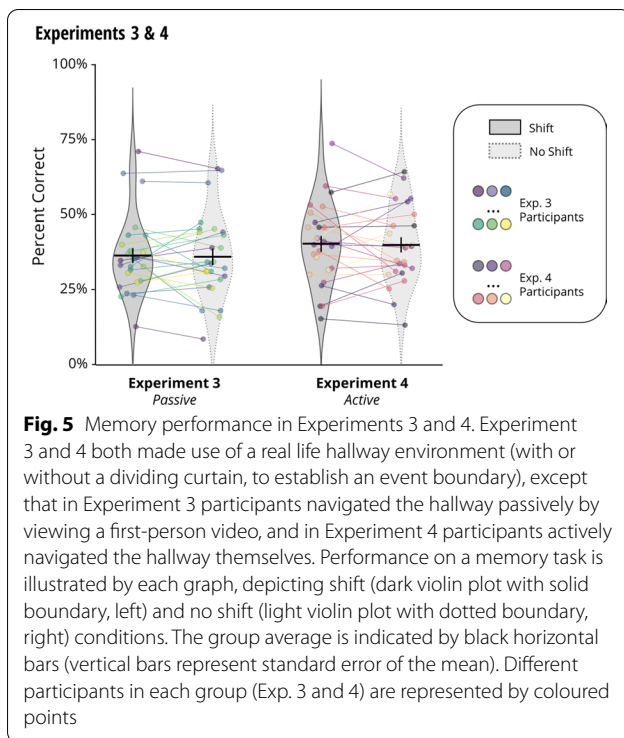 Experiments 3 & 4
100%
75%
50%
25%
0%
Percent Correct
Experiment 3
Passive
Experiment 4
Active
Shift
No Shift
...
Exp. 3
Participants
...
Exp. 4
Participants
Fig. 5 Memory performance in Experiments 3 and 4. Experiment
3 and 4 both made use of a real life hallway environment (with or
without a dividing curtain, to establish an event boundary), except
that in Experiment 3 participants navigated the hallway passively by
viewing a first-person video, and in Experiment 4 participants actively
navigated the hallway themselves. Performance on a memory task is
illustrated by each graph, depicting shift (dark violin plot with solid
boundary, left) and no shift (light violin plot with dotted boundary,
right) conditions. The group average is indicated by black horizontal
bars (vertical bars represent standard error of the mean). Different
participants in each group (Exp. 3 and 4) are represented by coloured
points